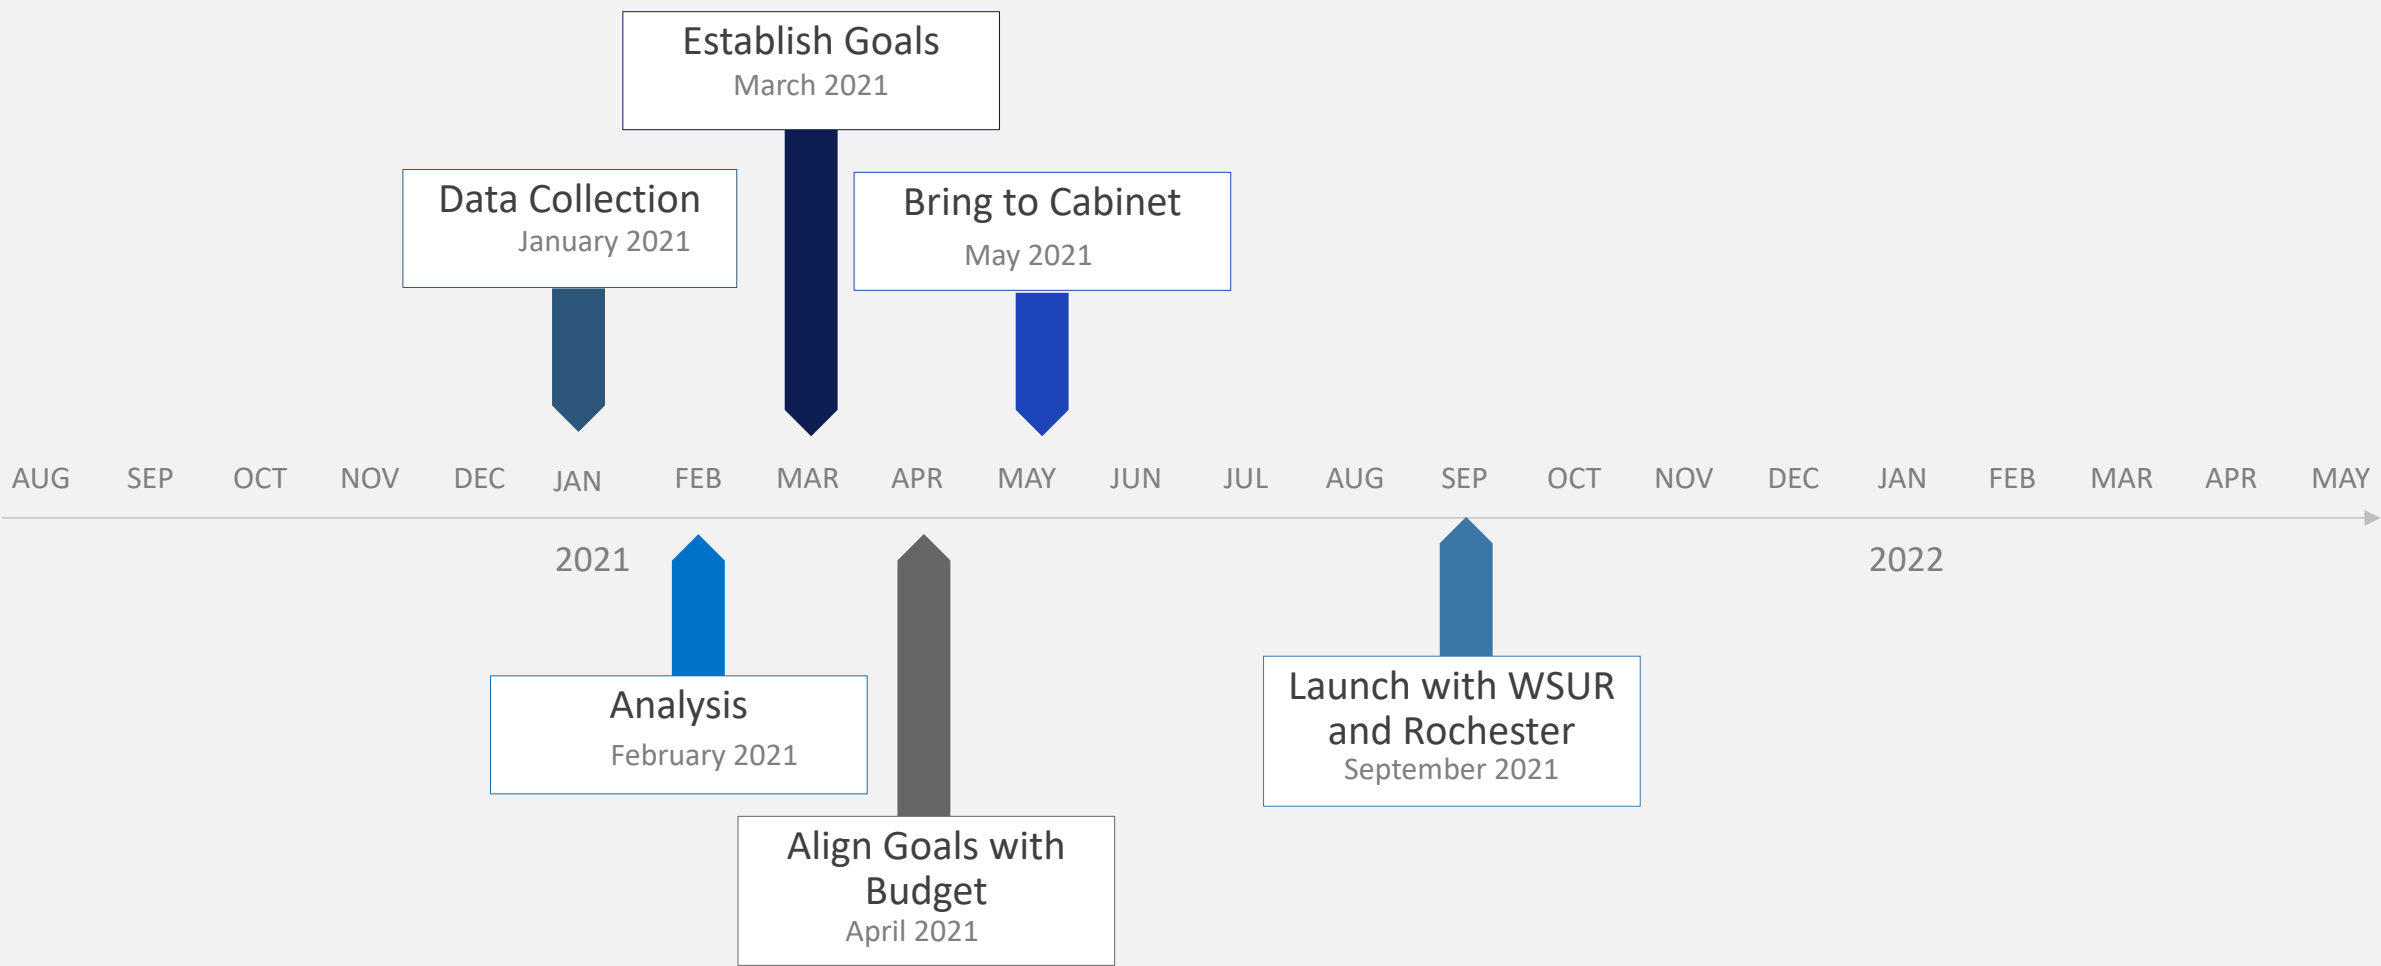 Establish Goals
March 2021
Data Collection
January 2021
Bring to Cabinet
May 2021
AUG SEP OCT NOV DEC JAN FEB MAR APR MAY JUN JUL AUG SEP OCT NOV DEC JAN FEB MAR APR MAY
2021 2022
Analysis
February 2021
Launch with WSUR
and Rochester
September 2021
Align Goals with
Budget
April 2021